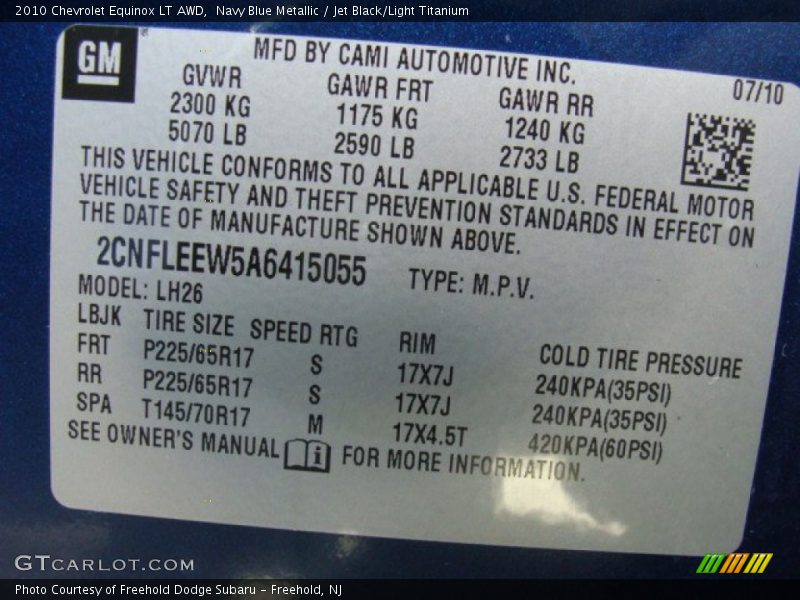 2010 Chevrolet Equinox LT AWD, Navy Blue Metallic / Jet Black/Light Titanium
GM
MFD BY CAMI AUTOMOTIVE INC.
07/10
GVWR GAWR FRT GAWR RR
2300 KG 1175 KG 1240 KG
5070 LB 2590 LB 2733 LB
THIS VEHICLE CONFORMS TO ALL APPLICABLE U.S. FEDERAL MOTOR
VEHICLE SAFETY AND THEFT PREVENTION STANDARDS IN EFFECT ON
THE DATE OF MANUFACTURE SHOWN ABOVE.
2CNFLEEW5A6415055 TYPE: M.P.V.
MODEL: LH26
LBJK TIRE SIZE SPEED RTG RIM COLD TIRE PRESSURE
FRT P225/65R17 S 17X7J 240KPA(35PSI)
RR P225/65R17 S 17X7J 240KPA(35PSI)
SPA T145/70R17 M 17X4.5T 420KPA(60PSI)
SEE OWNER'S MANUAL i FOR MORE INFORMATION.
GTCARLOT.COM
Photo Courtesy of Freehold Dodge Subaru - Freehold, NJ